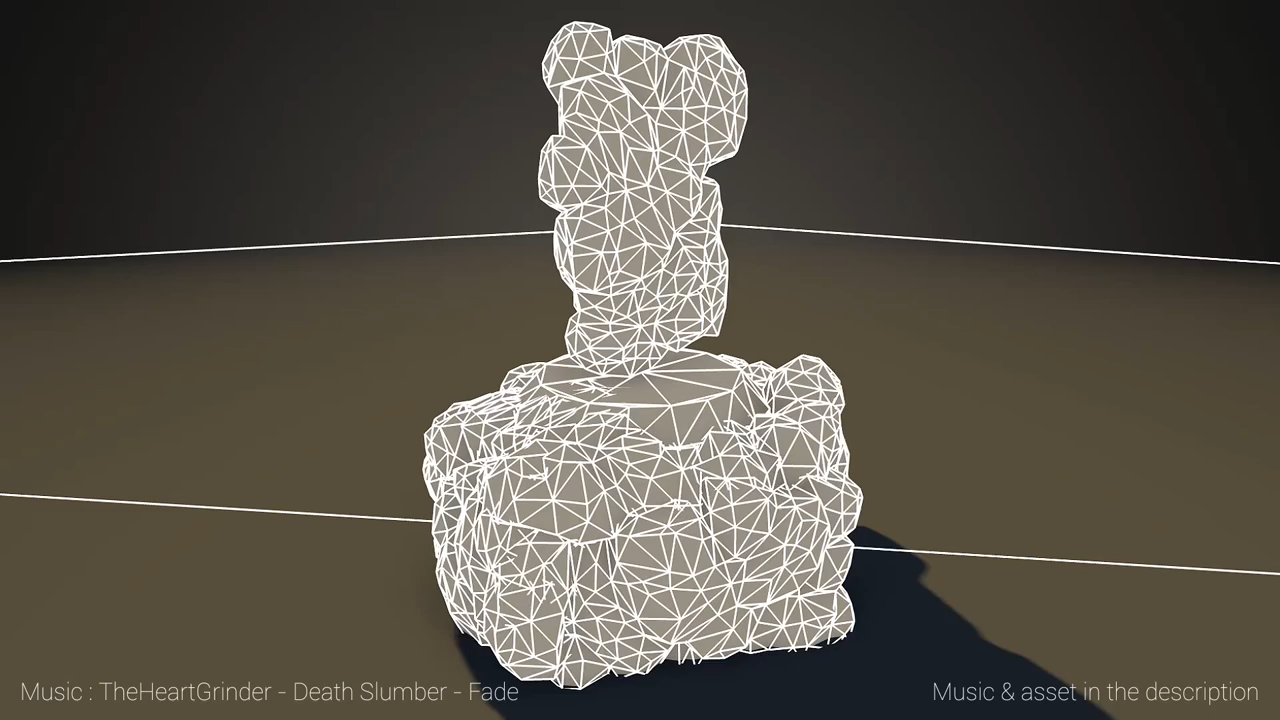 Music : TheHeartGrinder - Death Slumber - Fade
Music & asset in the description